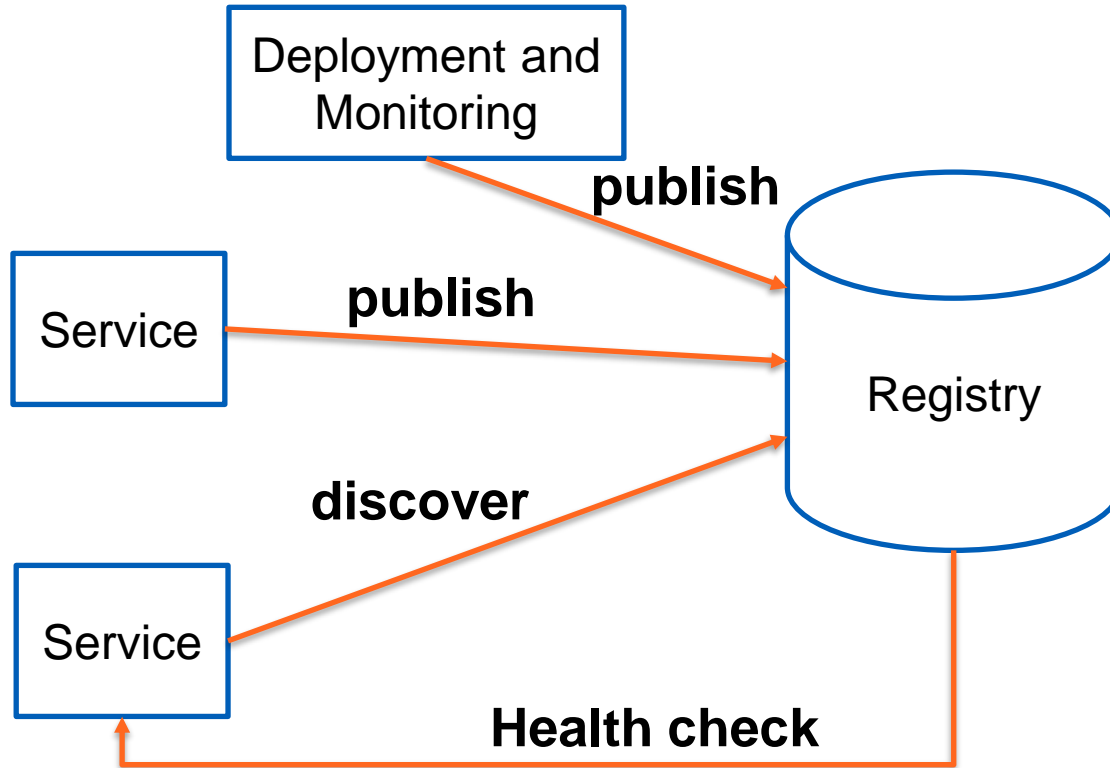 Deployment and
Monitoring
publish
publish
Service
Registry
discover
Service
Health check